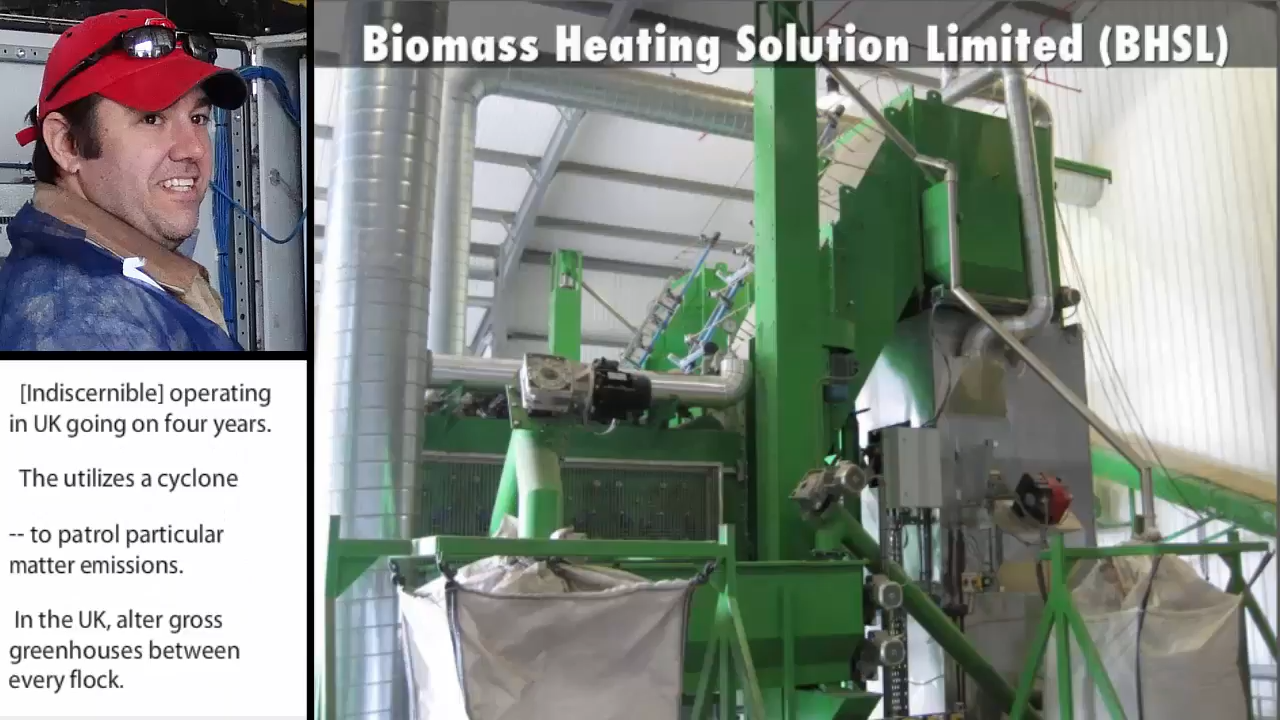 Biomass Heating Solution Limited (BHSL)
[Indiscernible] operating
in UK going on four years.
The utilizes a cyclone
-- to patrol particular
matter emissions.
In the UK, alter gross
greenhouses between
every flock.